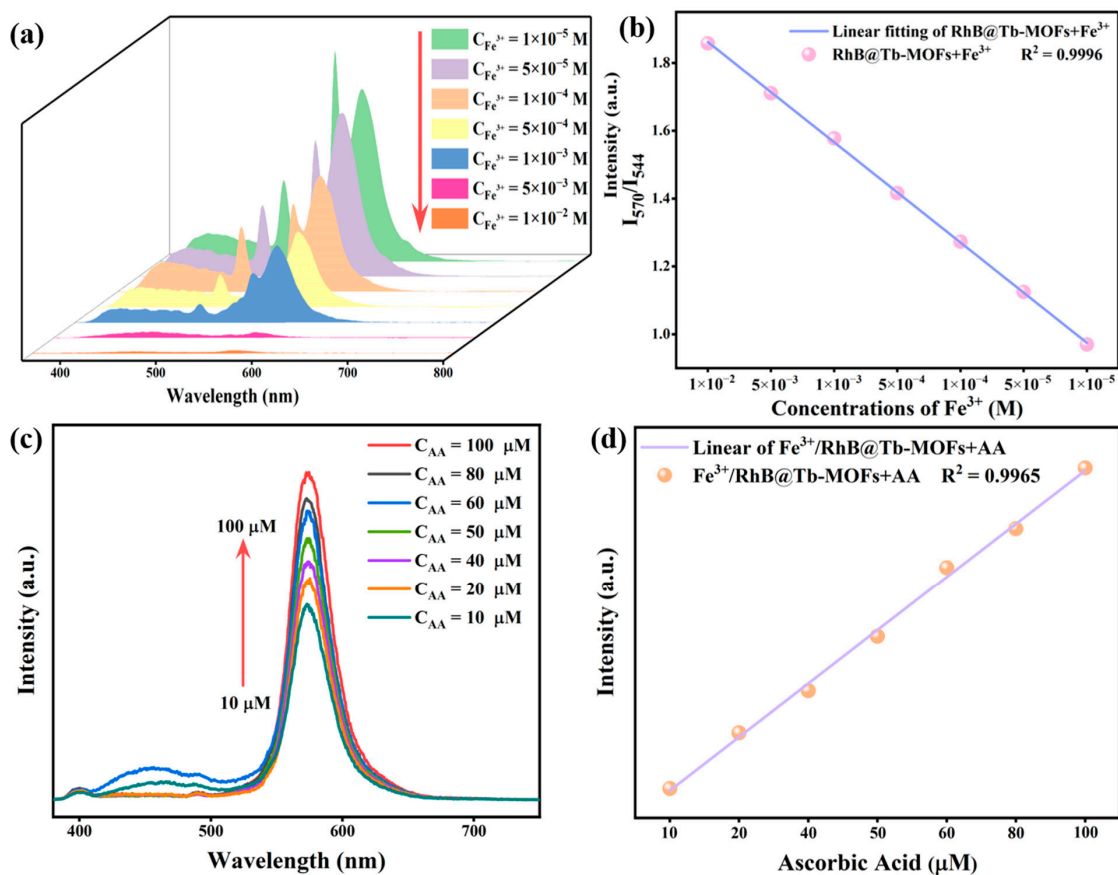 (a)
C_Fe³⁺ = 1×10⁻⁵ M
C_Fe³⁺ = 5×10⁻⁵ M
C_Fe³⁺ = 1×10⁻⁴ M
C_Fe³⁺ = 5×10⁻⁴ M
C_Fe³⁺ = 1×10⁻³ M
C_Fe³⁺ = 5×10⁻³ M
C_Fe³⁺ = 1×10⁻² M
400 500 600 700 800
Wavelength (nm)
(b)
Linear fitting of RhB@Tb-MOFs+Fe³⁺
RhB@Tb-MOFs+Fe³⁺ R² = 0.9996
Intensity (a.u.)
I₅₇₀/I₅₄₄
1.8
1.6
1.4
1.2
1.0
1×10⁻² 5×10⁻³ 1×10⁻³ 5×10⁻⁴ 1×10⁻⁴ 5×10⁻⁵ 1×10⁻⁵
Concentrations of Fe³⁺ (M)
(c)
C_AA = 100 μM
C_AA = 80 μM
C_AA = 60 μM
C_AA = 50 μM
C_AA = 40 μM
C_AA = 20 μM
C_AA = 10 μM
100 μM
10 μM
Intensity (a.u.)
400 500 600 700
Wavelength (nm)
(d)
Linear of Fe³⁺/RhB@Tb-MOFs+AA
Fe³⁺/RhB@Tb-MOFs+AA R² = 0.9965
Intensity (a.u.)
10 20 40 50 60 80 100
Ascorbic Acid (μM)